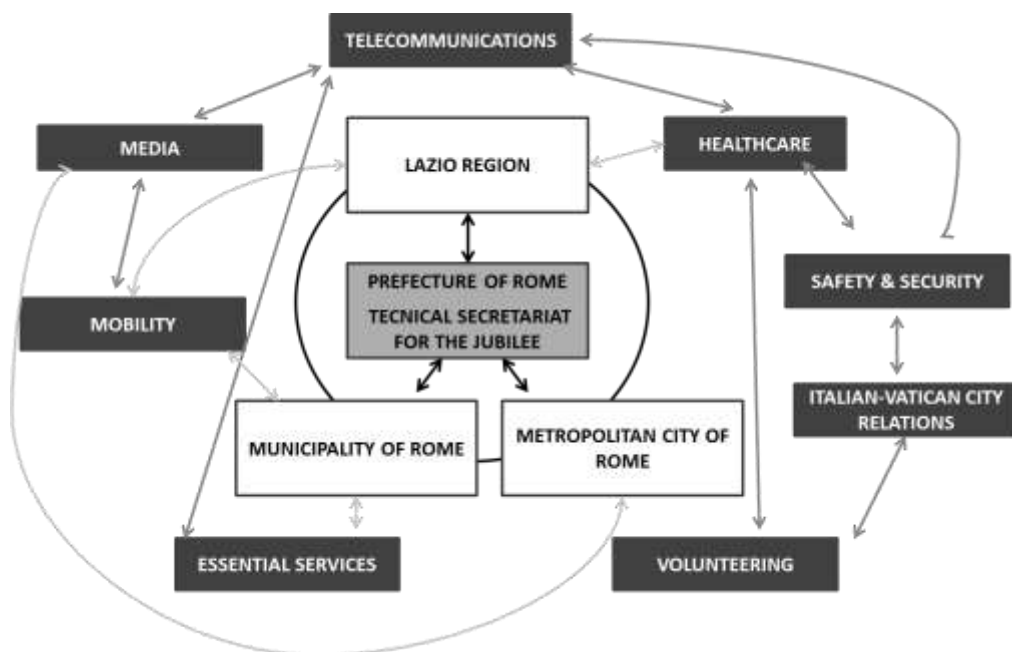 TELECOMMUNICATIONS
MEDIA
HEALTHCARE
LAZIO REGION
PREFECTURE OF ROME
TECNICAL SECRETARIAT
FOR THE JUBILEE
SAFETY & SECURITY
MOBILITY
ITALIAN-VATICAN CITY
RELATIONS
MUNICIPALITY OF ROME
METROPOLITAN CITY OF
ROME
ESSENTIAL SERVICES
VOLUNTEERING